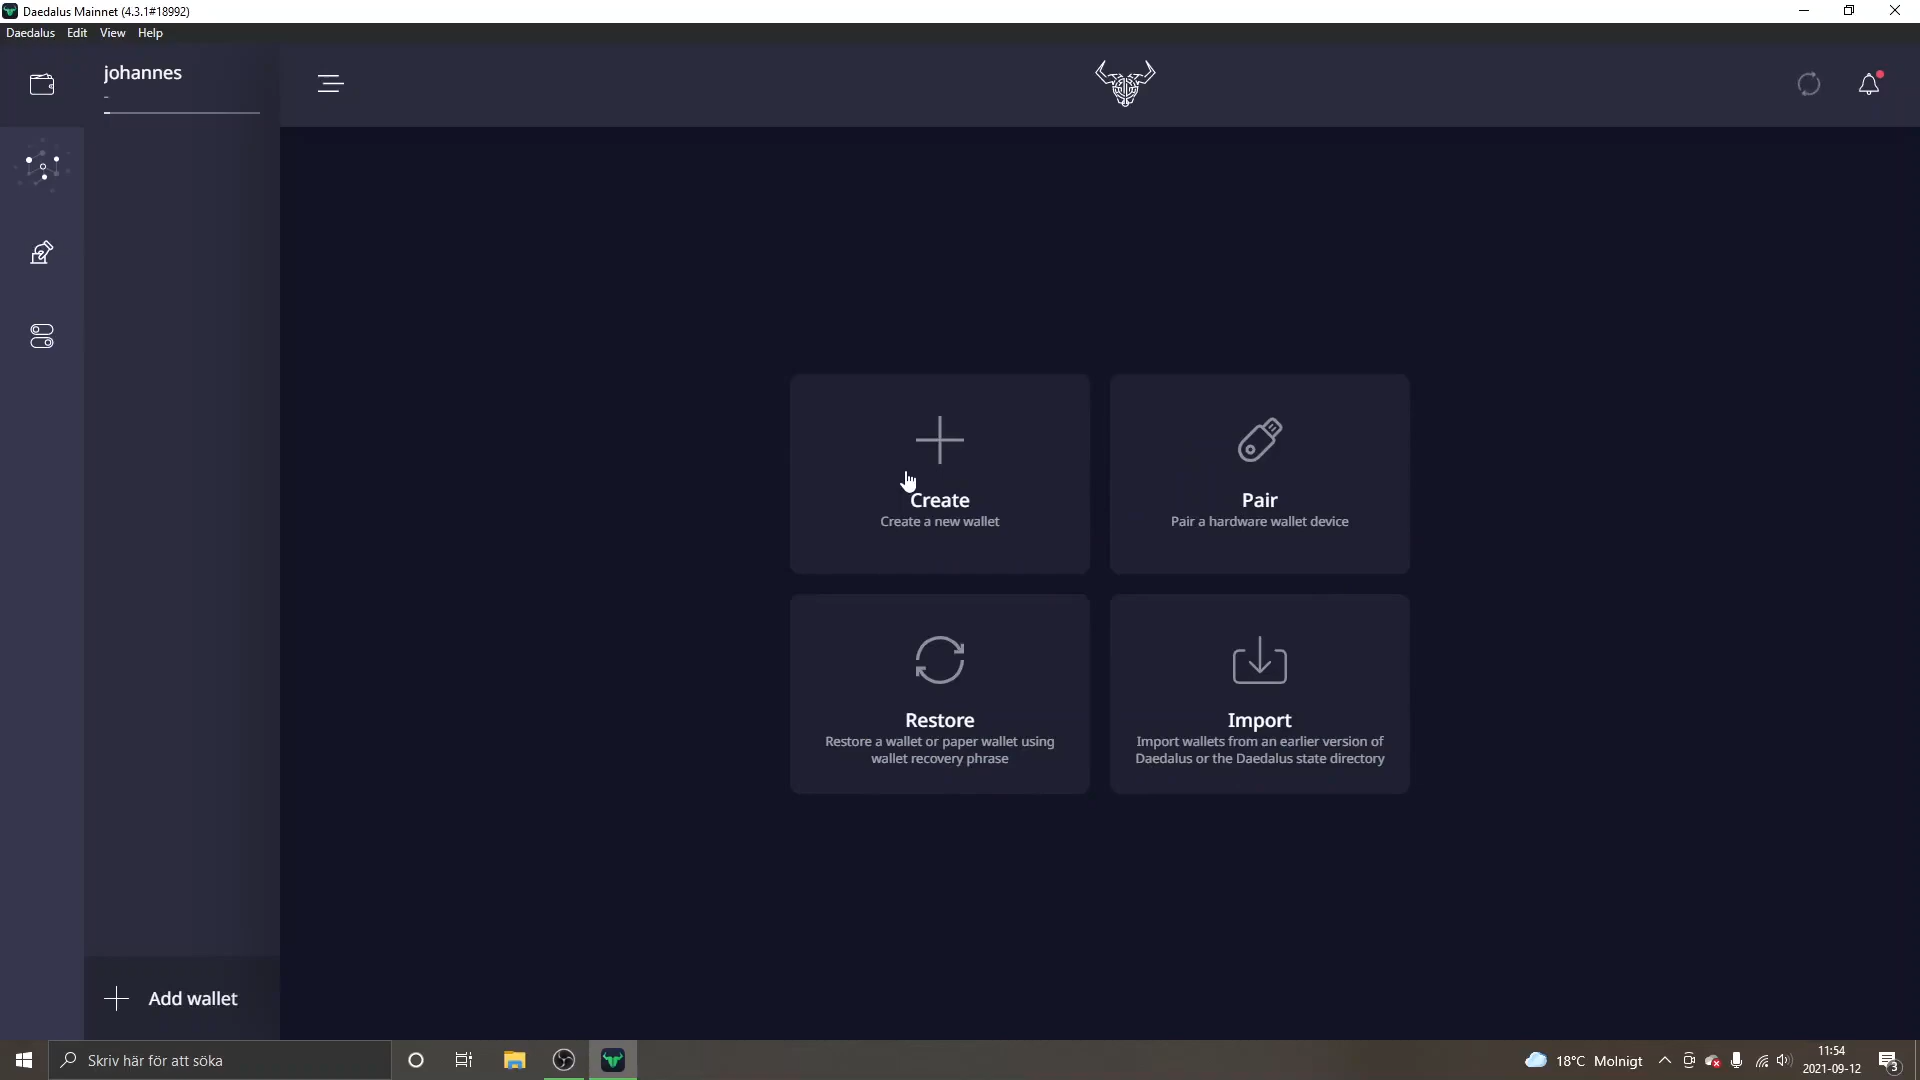 Daedalus Mainnet (4.3.1#18992)
Daedalus Edit View Help
johannes
Create
Create a new wallet
Pair
Pair a hardware wallet device
Restore
Restore a wallet or paper wallet using
wallet recovery phrase
Import
Import wallets from an earlier version of
Daedalus or the Daedalus state directory
Add wallet
Skriv här för att söka
18°C Molnigt
11:54
2021-09-12
3